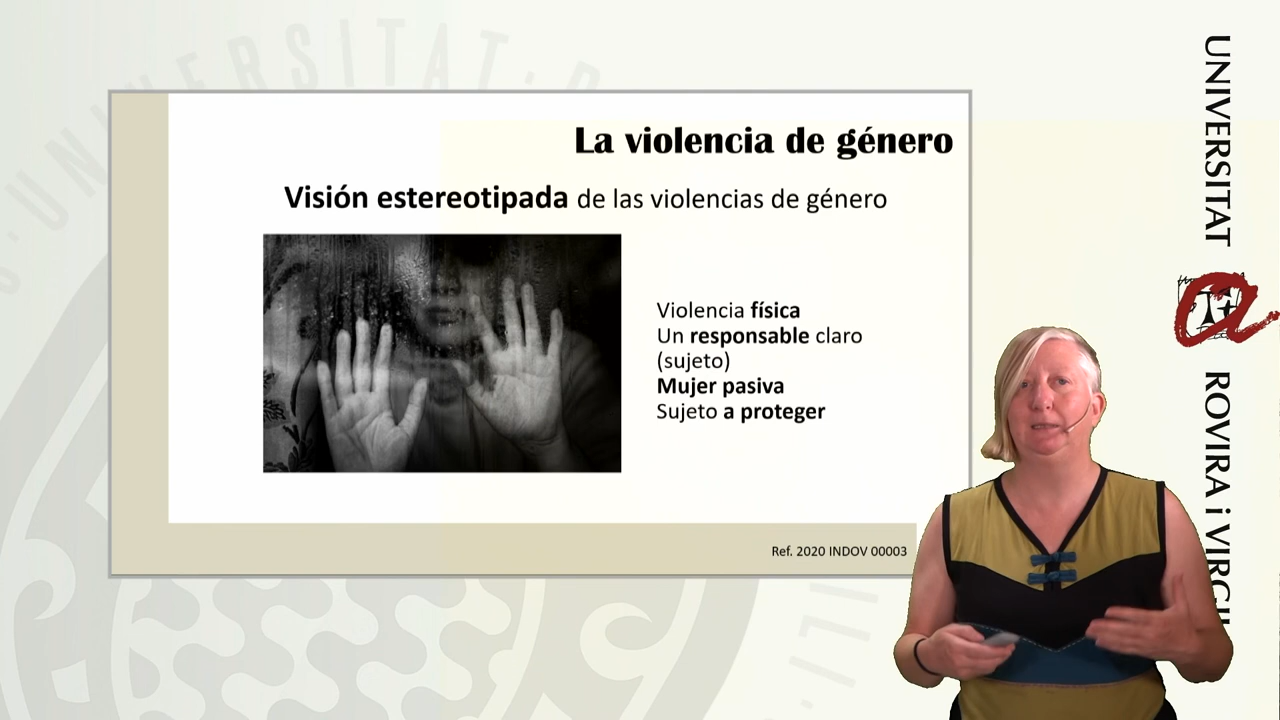 La violencia de género
Visión estereotipada de las violencias de género
Violencia física
Un responsable claro
(sujeto)
Mujer pasiva
Sujeto a proteger
Ref. 2020 INDOV 00003
UNIVERSITAT
ROVIRA i VIRGILI